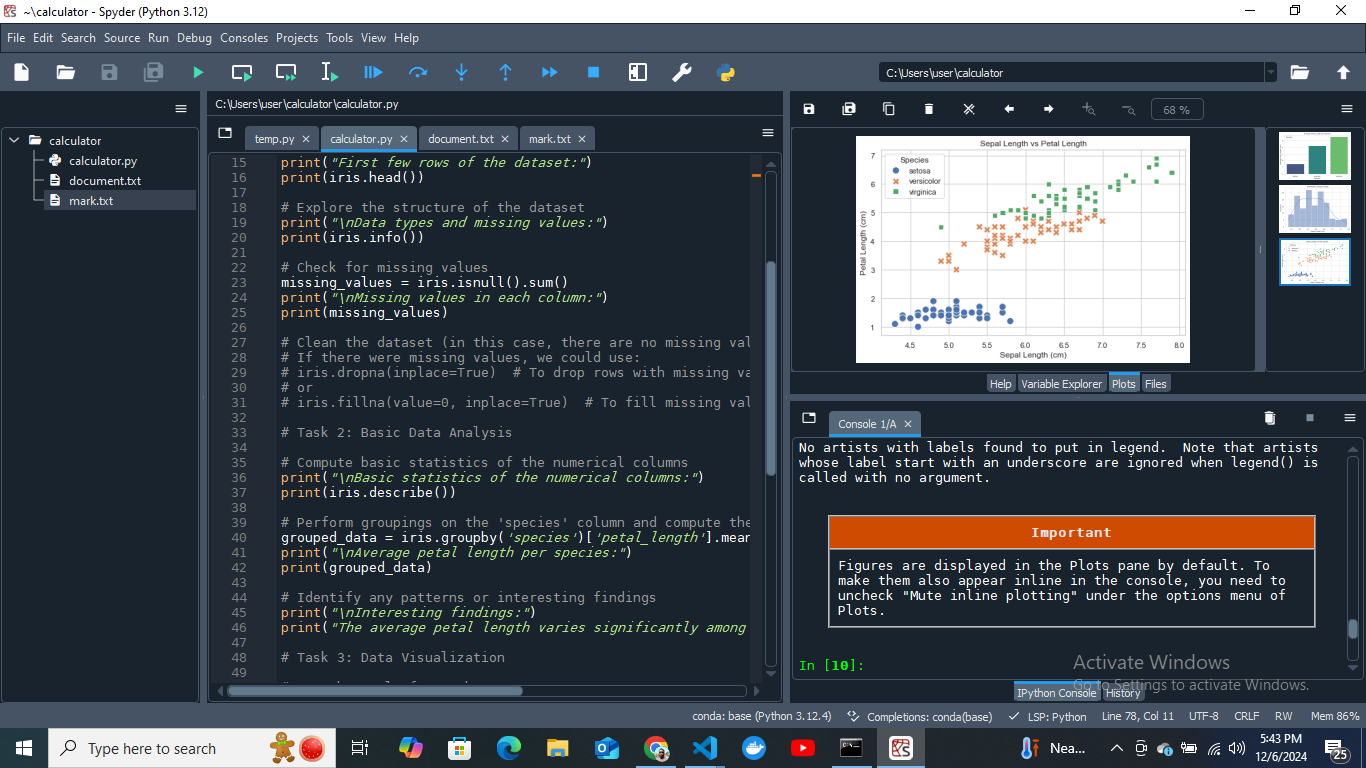 ~\calculator - Spyder (Python 3.12)
File Edit Search Source Run Debug Consoles Projects Tools View Help
C:\Users\user\calculator
calculator
calculator.py
document.txt
mark.txt
C:\Users\user\calculator\calculator.py
temp.py calculator.py document.txt mark.txt
15 print("First few rows of the dataset:")
16 print(iris.head())
17
18 # Explore the structure of the dataset
19 print("\nData types and missing values:")
20 print(iris.info())
21
22 # Check for missing values
23 missing_values = iris.isnull().sum()
24 print("\nMissing values in each column:")
25 print(missing_values)
26
27 # Clean the dataset (in this case, there are no missing val
28 # If there were missing values, we could use:
29 # iris.dropna(inplace=True)  # To drop rows with missing va
30 # or
31 # iris.fillna(value=0, inplace=True)  # To fill missing val
32
33 # Task 2: Basic Data Analysis
34
35 # Compute basic statistics of the numerical columns
36 print("\nBasic statistics of the numerical columns:")
37 print(iris.describe())
38
39 # Perform groupings on the 'species' column and compute the
40 grouped_data = iris.groupby('species')['petal_length'].mean
41 print("\nAverage petal length per species:")
42 print(grouped_data)
43
44 # Identify any patterns or interesting findings
45 print("\nInteresting findings:")
46 print("The average petal length varies significantly among
47
48 # Task 3: Data Visualization
49
68 %
Sepal Length vs Petal Length
Species
setosa
versicolor
virginica
Petal Length (cm)
7
6
5
4
3
2
1
4.5 5.0 5.5 6.0 6.5 7.0 7.5 8.0
Sepal Length (cm)
Help Variable Explorer Plots Files
Console 1/A
No artists with labels found to put in legend.  Note that artists
whose label start with an underscore are ignored when legend() is
called with no argument.
Important
Figures are displayed in the Plots pane by default. To
make them also appear inline in the console, you need to
uncheck "Mute inline plotting" under the options menu of
Plots.
In [10]:
Activate Windows
Go to Settings to activate Windows.
IPython Console History
conda: base (Python 3.12.4) Completions: conda(base) LSP: Python Line 78, Col 11 UTF-8 CRLF RW Mem 86%
Type here to search
Nea...
5:43 PM
12/6/2024
25